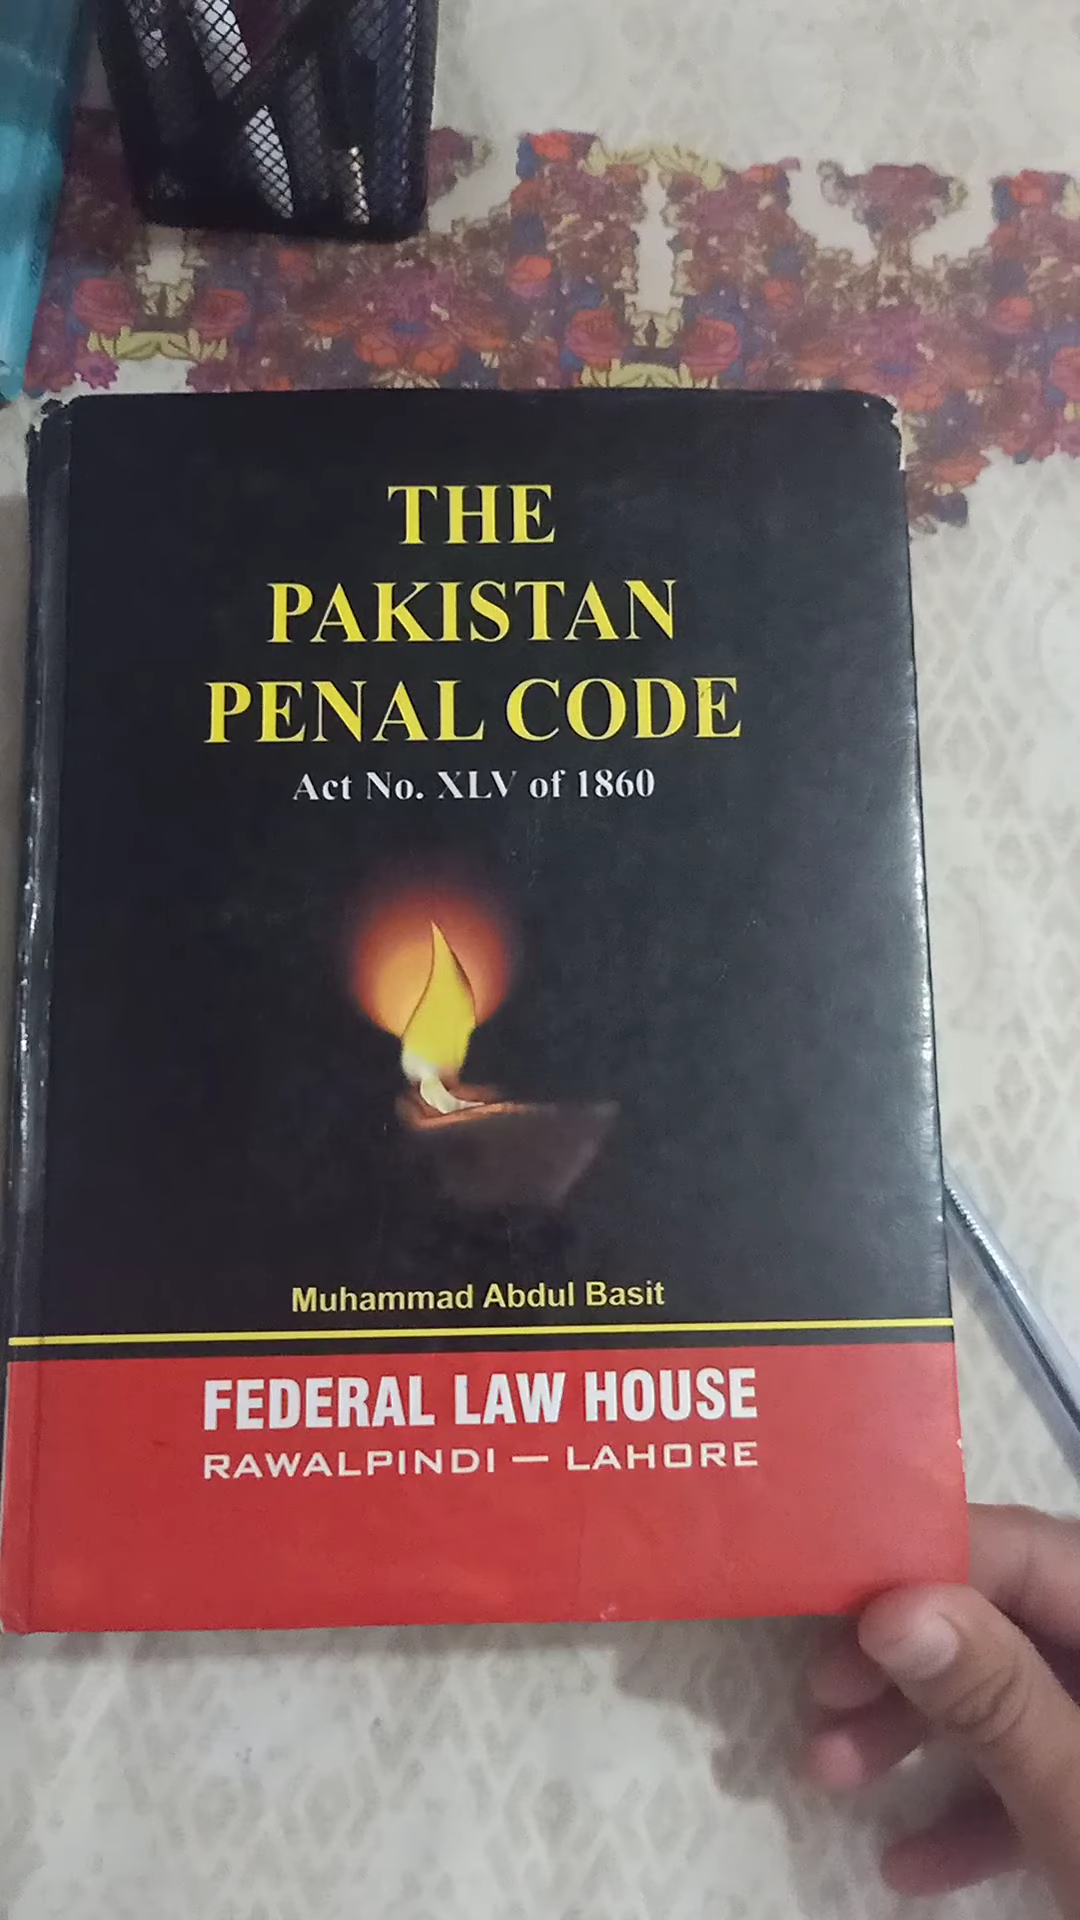 THE
PAKISTAN
PENAL CODE
Act No. XLV of 1860
Muhammad Abdul Basit
FEDERAL LAW HOUSE
RAWALPINDI — LAHORE